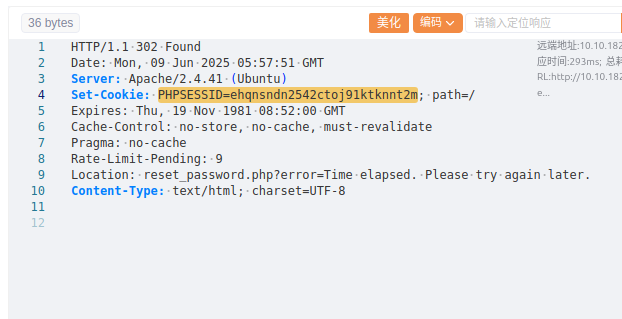 36 bytes
美化
编码
请输入定位响应
远端地址:10.10.182
应时间:293ms; 总耗
RL:http://10.10.182
e...
1 HTTP/1.1 302 Found
2 Date: Mon, 09 Jun 2025 05:57:51 GMT
3 Server: Apache/2.4.41 (Ubuntu)
4 Set-Cookie: PHPSESSID=ehqnsndn2542ctoj91ktknnt2m; path=/
5 Expires: Thu, 19 Nov 1981 08:52:00 GMT
6 Cache-Control: no-store, no-cache, must-revalidate
7 Pragma: no-cache
8 Rate-Limit-Pending: 9
9 Location: reset_password.php?error=Time elapsed. Please try again later.
10 Content-Type: text/html; charset=UTF-8
11
12